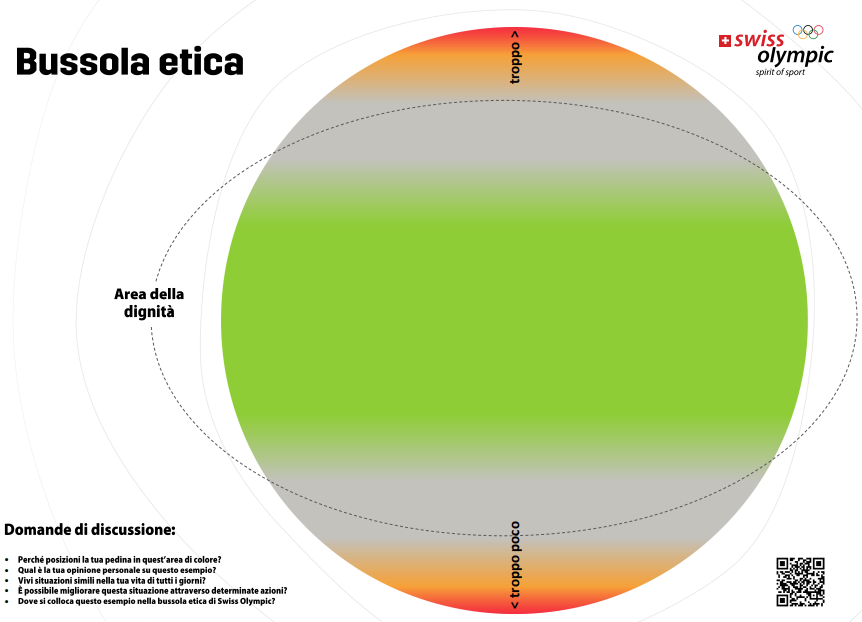 Bussola etica
troppo >
swiss
olympic
spirit of sport
Area della
dignità
< troppo poco
Domande di discussione:
• Perché posizioni la tua pedina in quest'area di colore?
• Qual è la tua opinione personale su questo esempio?
• Vivi situazioni simili nella tua vita di tutti i giorni?
• È possibile migliorare questa situazione attraverso determinate azioni?
• Dove si colloca questo esempio nella bussola etica di Swiss Olympic?